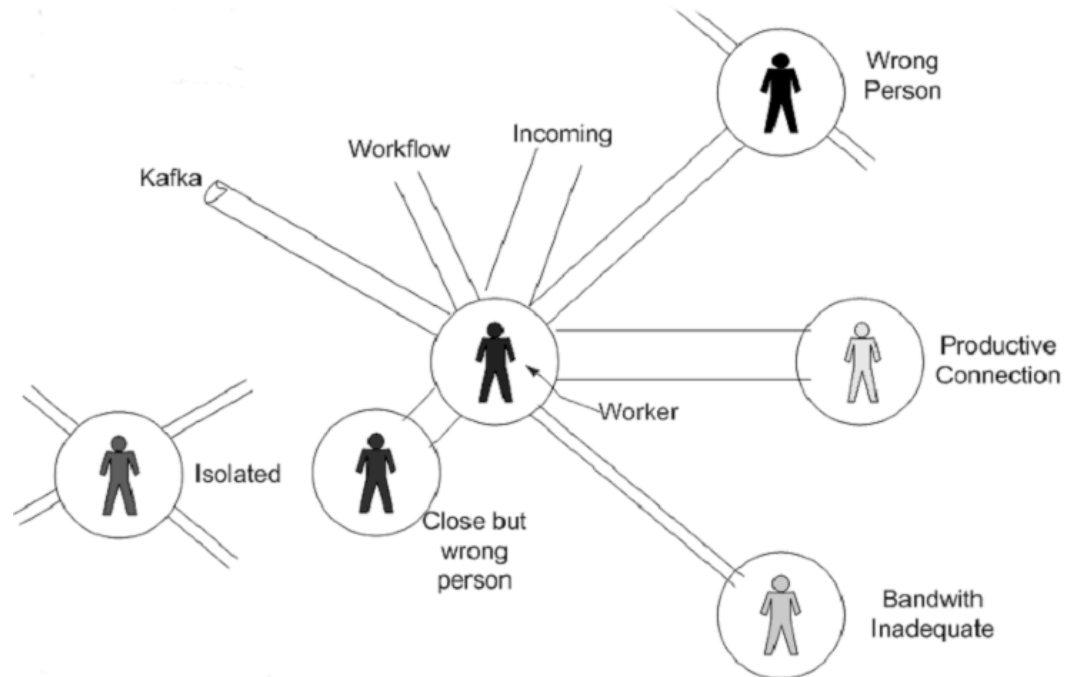 Wrong
Person
Incoming
Workflow
Kafka
Productive
Connection
Worker
Isolated
Close but
wrong
person
Bandwith
Inadequate